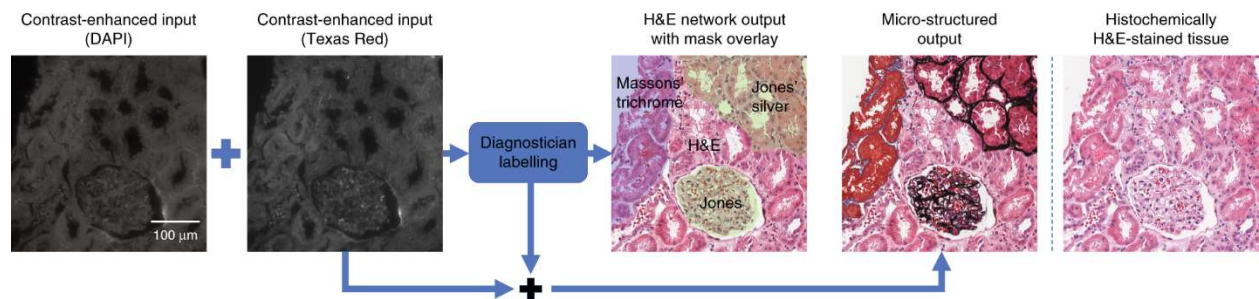 Contrast-enhanced input
(DAPI)
Contrast-enhanced input
(Texas Red)
H&E network output
with mask overlay
Micro-structured
output
Histochemically
H&E-stained tissue
100 µm
Diagnostician
labelling
Massons'
trichrome
Jones'
silver
H&E
Jones